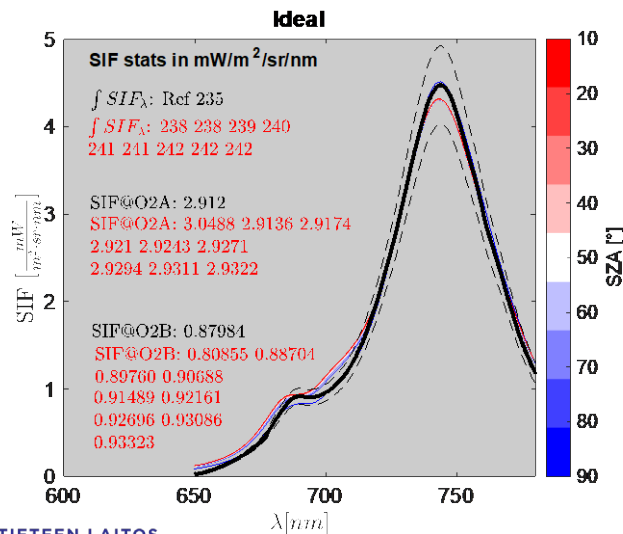 Ideal
SIF stats in mW/m²/sr/nm
∫ SIF_λ: Ref 235
∫ SIF_λ: 238 238 239 240
241 241 242 242 242
SIF@O2A: 2.912
SIF@O2A: 3.0488 2.9136 2.9174
2.921 2.9243 2.9271
2.9294 2.9311 2.9322
SIF@O2B: 0.87984
SIF@O2B: 0.80855 0.88704
0.89760 0.90688
0.91489 0.92161
0.92696 0.93086
0.93323
SIF [mW/m²·sr·nm]
5
4
3
2
1
0
600
650
700
750
λ[nm]
10
20
30
40
50
60
70
80
90
SZA [°]
TIETEEN LAITOS